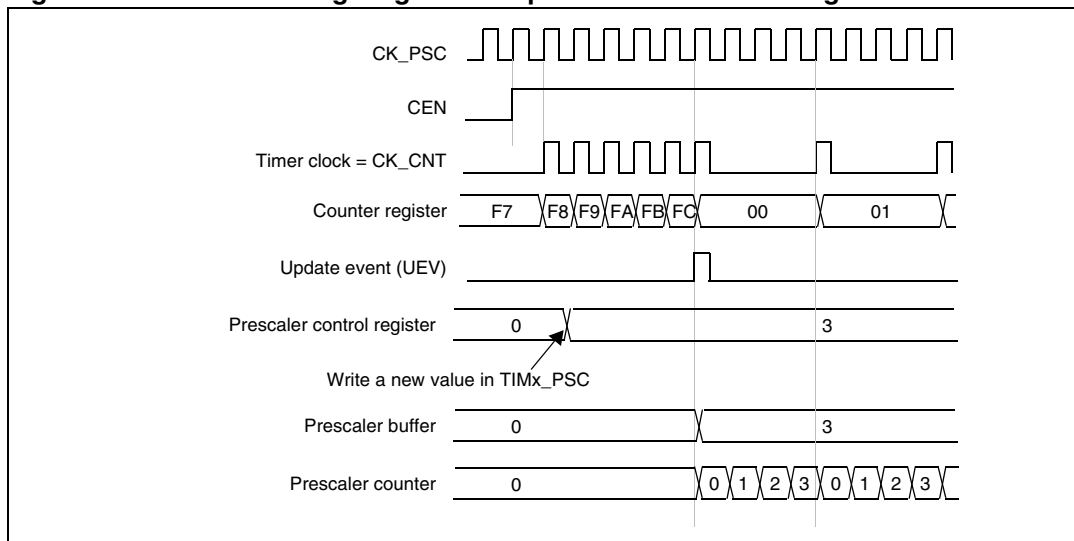 CK_PSC
CEN
Timer clock = CK_CNT
Counter register F7 F8 F9 FA FB FC 00 01
Update event (UEV)
Prescaler control register 0 3
Write a new value in TIMx_PSC
Prescaler buffer 0 3
Prescaler counter 0 0 1 2 3 0 1 2 3